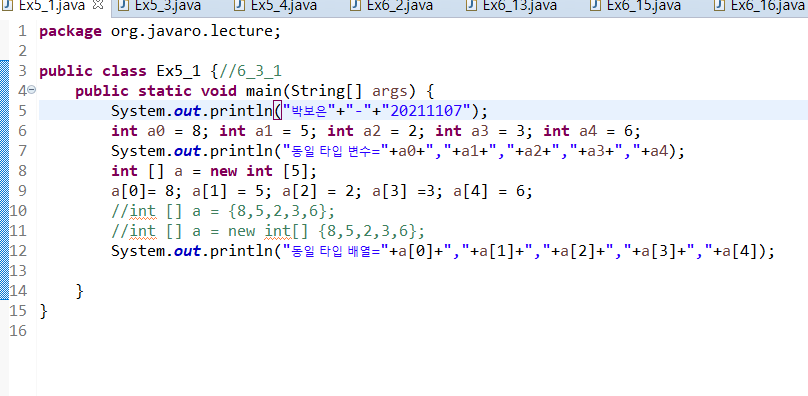 Ex5_1.java Ex5_3.java Ex5_4.java Ex6_2.java Ex6_13.java Ex6_15.java Ex6_16.java
1 package org.javaro.lecture;
2
3 public class Ex5_1 {//6_3_1
4 public static void main(String[] args) {
5 System.out.println("박보은"+"-"+"20211107");
6 int a0 = 8; int a1 = 5; int a2 = 2; int a3 = 3; int a4 = 6;
7 System.out.println("동일 타입 변수="+a0+","+a1+","+a2+","+a3+","+a4);
8 int [] a = new int [5];
9 a[0]= 8; a[1] = 5; a[2] = 2; a[3] =3; a[4] = 6;
10 //int [] a = {8,5,2,3,6};
11 //int [] a = new int[] {8,5,2,3,6};
12 System.out.println("동일 타입 배열="+a[0]+","+a[1]+","+a[2]+","+a[3]+","+a[4]);
13
14 }
15 }
16